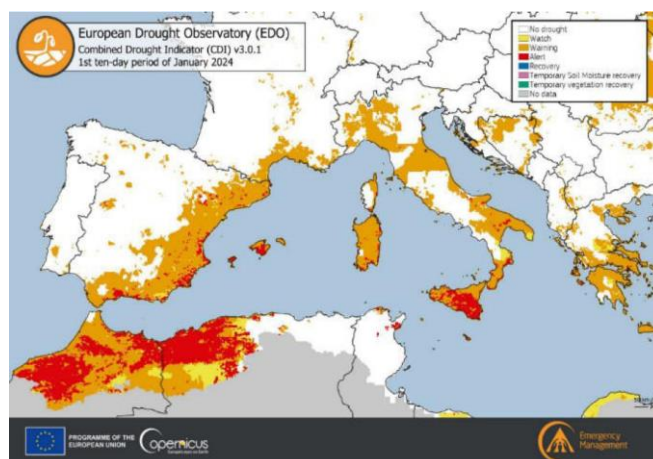 European Drought Observatory (EDO)
Combined Drought Indicator (CDI) v3.0.1
1st ten-day period of January 2024
No drought
Watch
Warning
Alert
Recovery
Temporary Soil Moisture recovery
Temporary vegetation recovery
No data
PROGRAMME OF THE
EUROPEAN UNION
opernicus
Emergency
Management